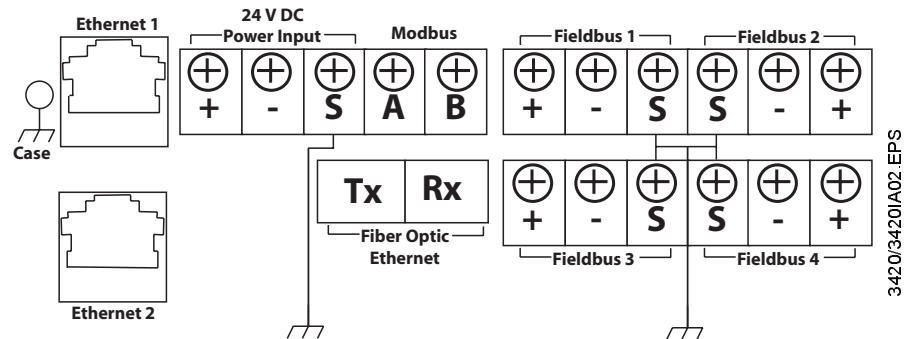 Ethernet 1
24 V DC
Power Input
Modbus
Fieldbus 1
Fieldbus 2
+ - S A B
+ - S S - +
Case
Tx Rx
+ - S S - +
Fiber Optic
Ethernet
Fieldbus 3
Fieldbus 4
Ethernet 2
3420/3420IA02.EPS